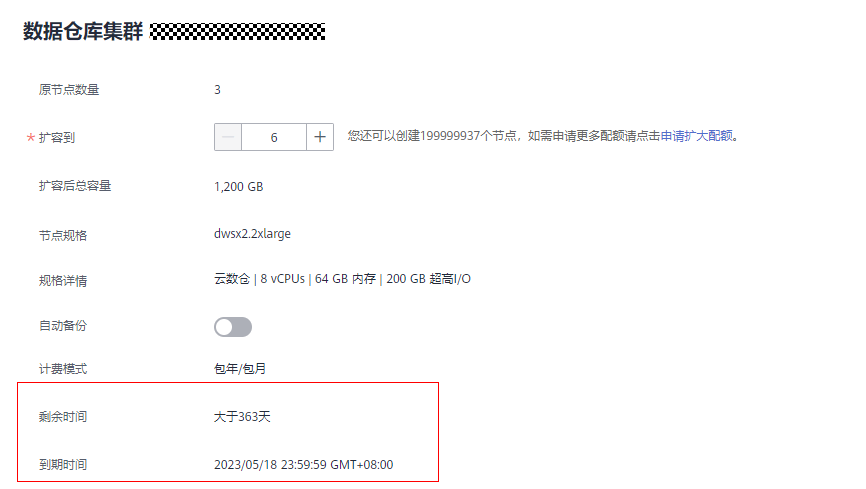 数据仓库集群
原节点数量 3
* 扩容到 — 6 + 您还可以创建199999937个节点，如需申请更多配额请点击申请扩大配额。
扩容后总容量 1,200 GB
节点规格 dwsx2.2xlarge
规格详情 云数仓 | 8 vCPUs | 64 GB 内存 | 200 GB 超高I/O
自动备份
计费模式 包年/包月
剩余时间 大于363天
到期时间 2023/05/18 23:59:59 GMT+08:00